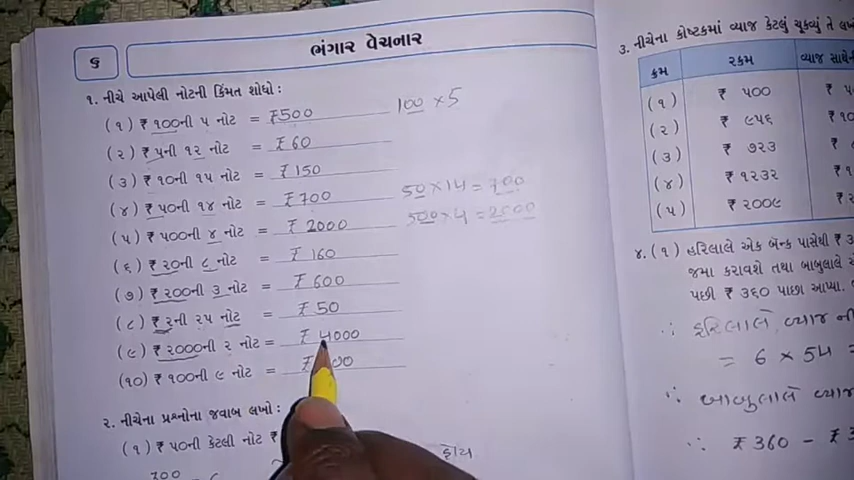 ૬
ભંગાર વેચનાર
૧. નીચે આપેલી નોટની કિંમત શોધો:
(૧) ₹ ૧૦૦ની ૫ નોટ = ₹500 100 × 5
(૨) ₹ ૫ની ૧૨ નોટ = ₹60
(૩) ₹ ૧૦ની ૧૫ નોટ = ₹150
(૪) ₹ ૫૦ની ૧૪ નોટ = ₹700 50 × 14 = 700
(૫) ₹ ૫૦૦ની ૪ નોટ = ₹2000 500 × 4 = 2000
(૬) ₹ ૨૦ની ૮ નોટ = ₹160
(૭) ₹ ૨૦૦ની ૩ નોટ = ₹600
(૮) ₹ ૨ની ૨૫ નોટ = ₹50
(૯) ₹ ૨૦૦૦ની ૨ નોટ = ₹4000
(૧૦) ₹ ૧૦૦ની ૯ નોટ = ₹
૨. નીચેના પ્રશ્નોના જવાબ લખો:
(૧) ₹ ૫૦ની કેટલી નોટ ₹
હોય
૩. નીચેના કોષ્ટકમાં વ્યાજ કેટલું ચૂકવ્યું તે
ક્રમ રકમ વ્યાજ
(૧) ₹ ૫૦૦
(૨) ₹ ૯૫૬
(૩) ₹ ૭૨૩
(૪) ₹ ૧૨૩૨
(૫) ₹ ૨૦૦૯
૪. (૧) હરિલાલે એક બૅન્ક પાસેથી ₹
જમા કરાવશે તથા બાબુલાલે
પછી ₹ ૩૬૦ પાછા આપ્યા.
∴ હરિલાલે વ્યાજ
= 6 × 54 =
∴ બાબુલાલે વ્યાજ
∴ ₹360 - ₹